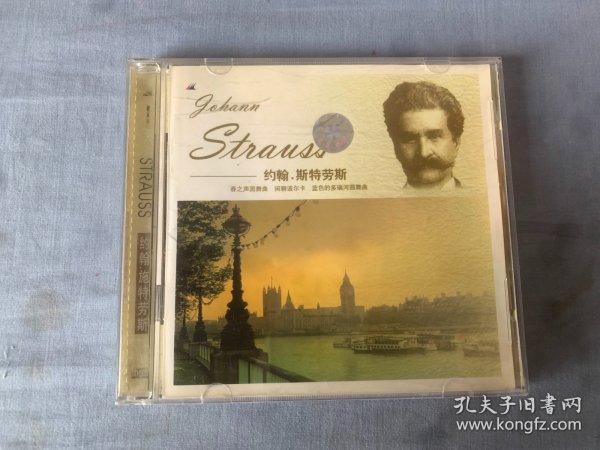 Johann
Strauss
约翰.斯特劳斯
春之声圆舞曲 闲聊波尔卡 蓝色的多瑙河圆舞曲
STRAUSS
约翰·施特劳斯
孔夫子旧书网
www.kongfz.com